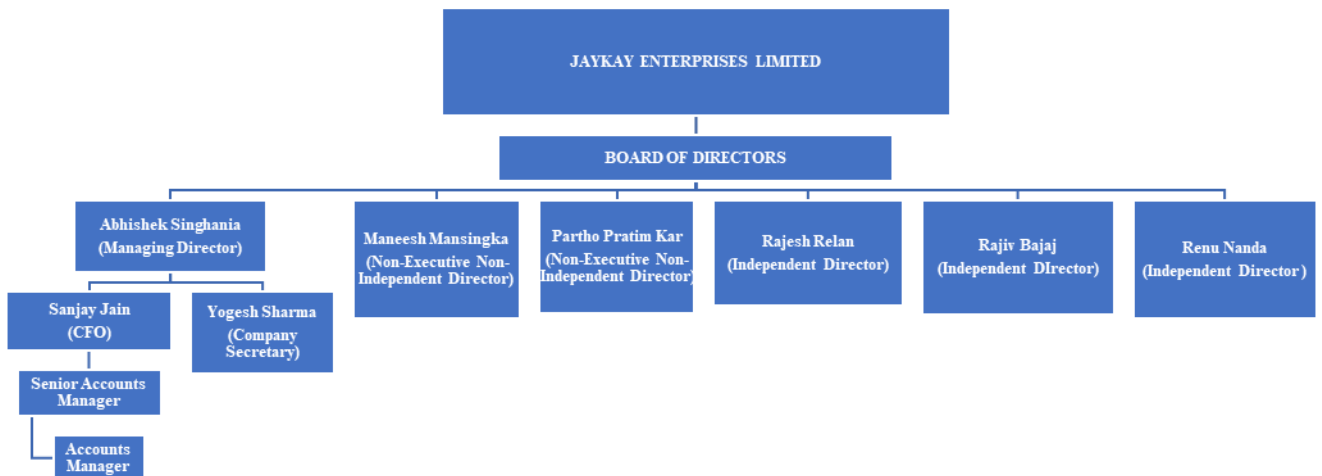 JAYKAY ENTERPRISES LIMITED
BOARD OF DIRECTORS
Abhishek Singhania
(Managing Director)
Maneesh Mansingka
(Non-Executive Non-
Independent Director)
Partho Pratim Kar
(Non-Executive Non-
Independent Director)
Rajesh Relan
(Independent Director)
Rajiv Bajaj
(Independent DIrector)
Renu Nanda
(Independent Director)
Sanjay Jain
(CFO)
Yogesh Sharma
(Company
Secretary)
Senior Accounts
Manager
Accounts
Manager